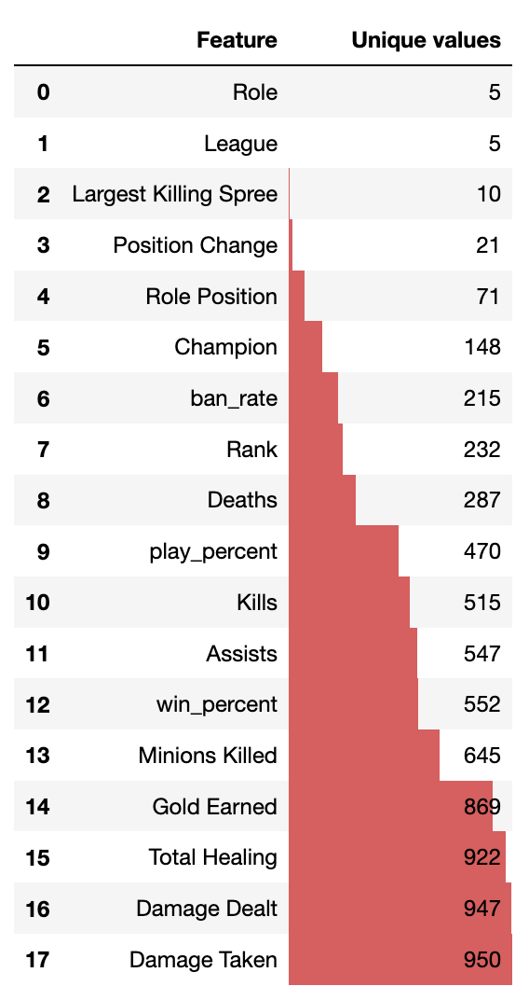 Feature Unique values
0 Role 5
1 League 5
2 Largest Killing Spree 10
3 Position Change 21
4 Role Position 71
5 Champion 148
6 ban_rate 215
7 Rank 232
8 Deaths 287
9 play_percent 470
10 Kills 515
11 Assists 547
12 win_percent 552
13 Minions Killed 645
14 Gold Earned 869
15 Total Healing 922
16 Damage Dealt 947
17 Damage Taken 950